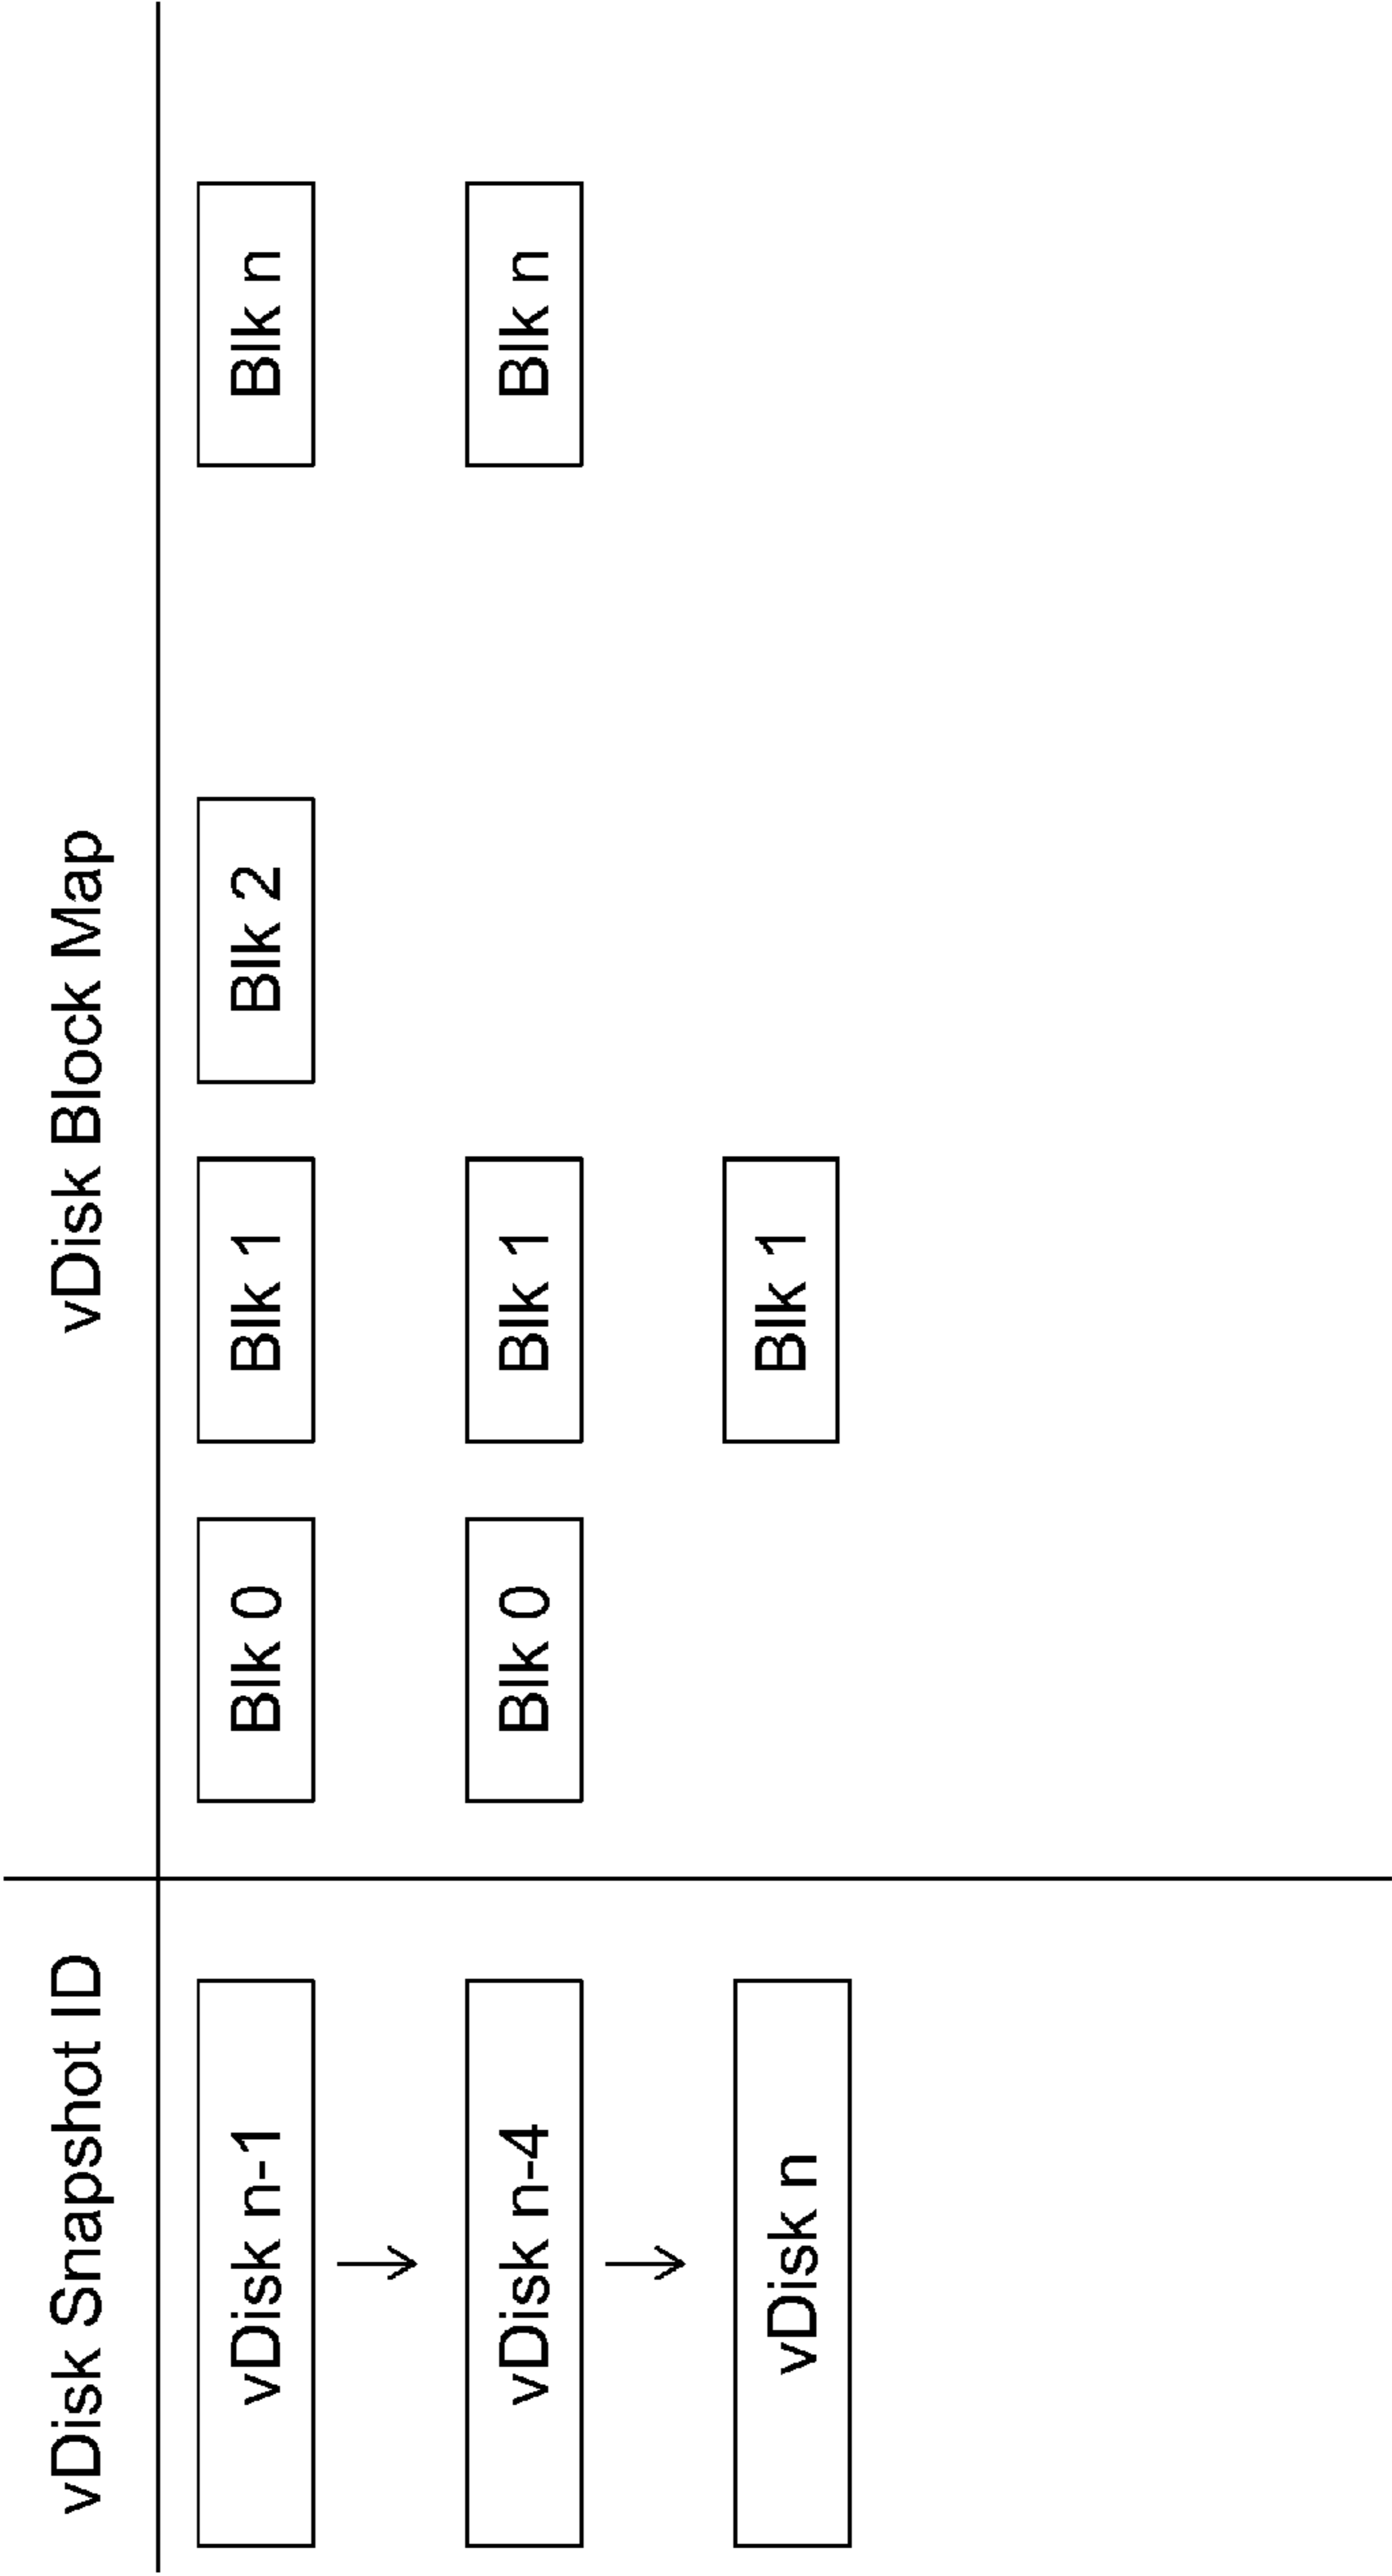 vDisk Snapshot ID vDisk Block Map
vDisk n-1 Blk 0 Blk 1 Blk 2 Blk n
vDisk n-4 Blk 0 Blk 1 Blk n
vDisk n Blk 1